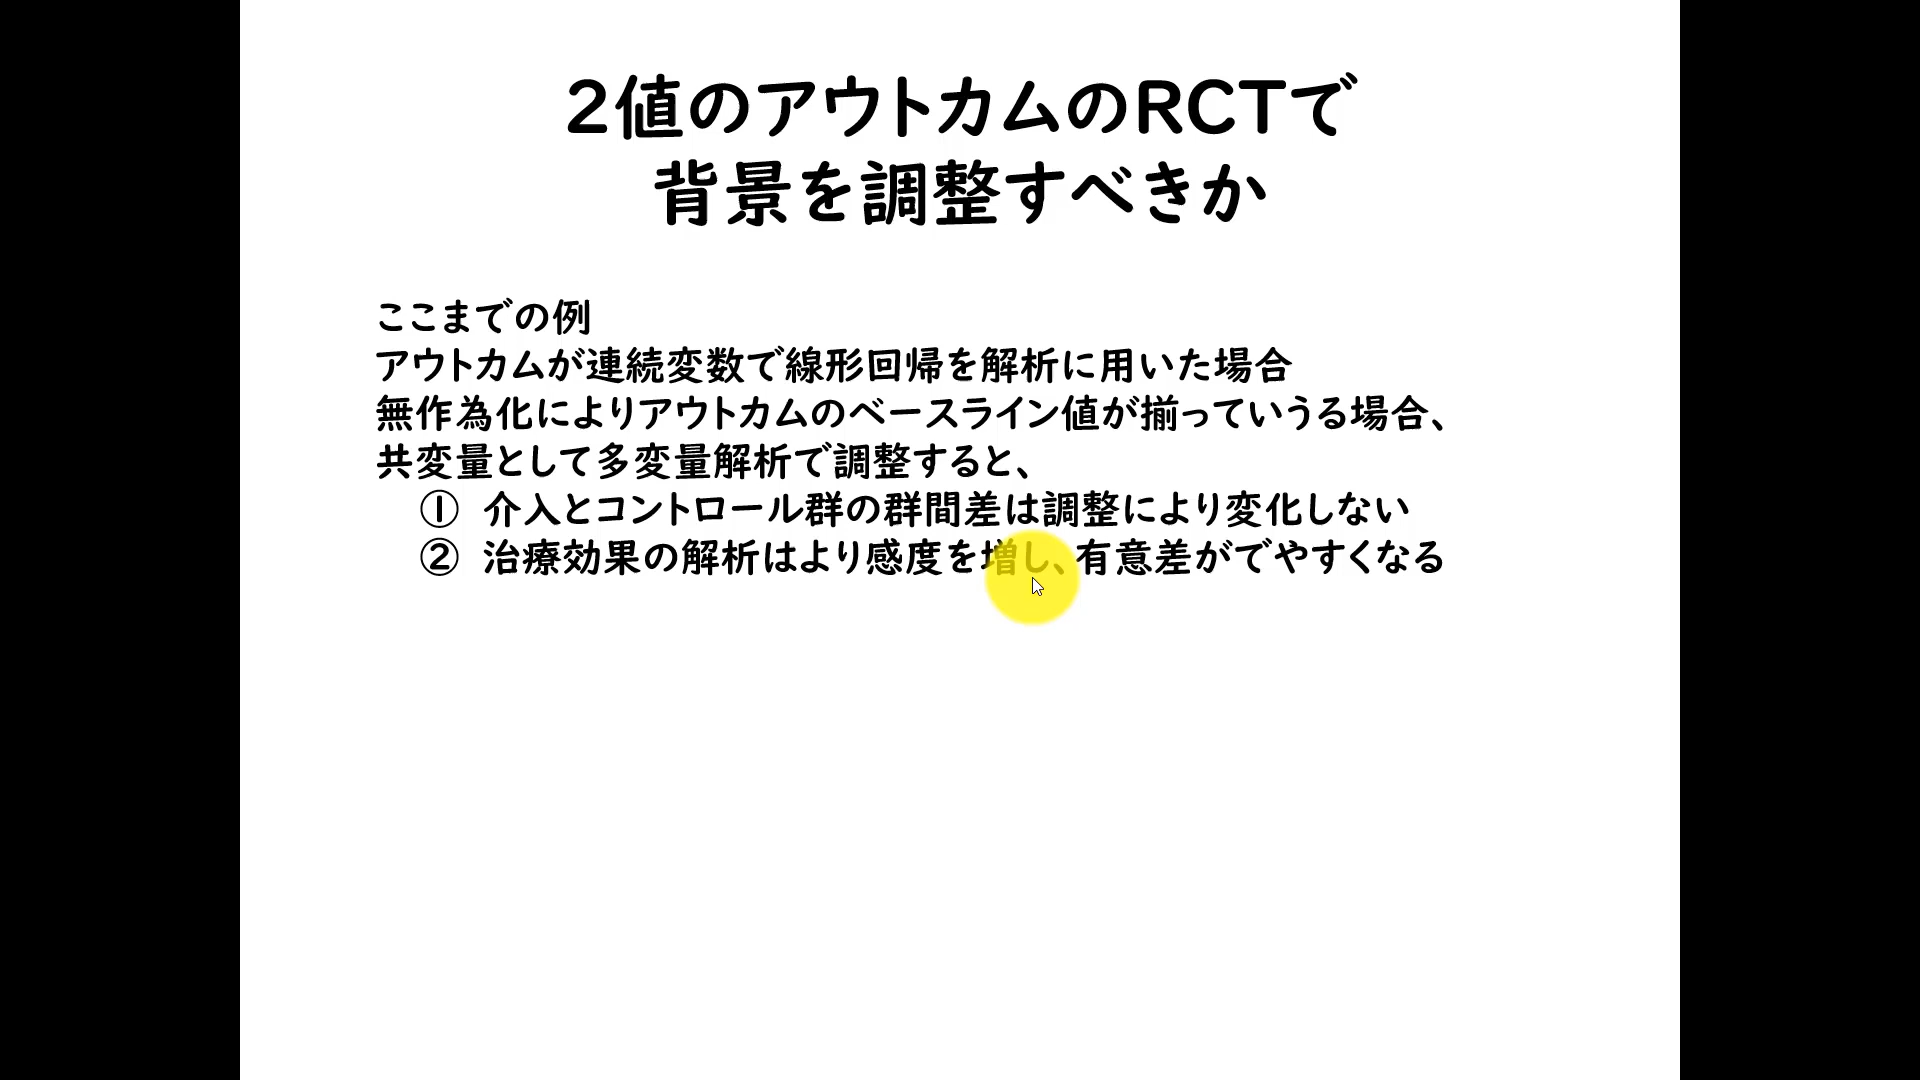 2値のアウトカムのRCTで
背景を調整すべきか
ここまでの例
アウトカムが連続変数で線形回帰を解析に用いた場合
無作為化によりアウトカムのベースライン値が揃っていうる場合、
共変量として多変量解析で調整すると、
① 介入とコントロール群の群間差は調整により変化しない
② 治療効果の解析はより感度を増し、有意差がでやすくなる